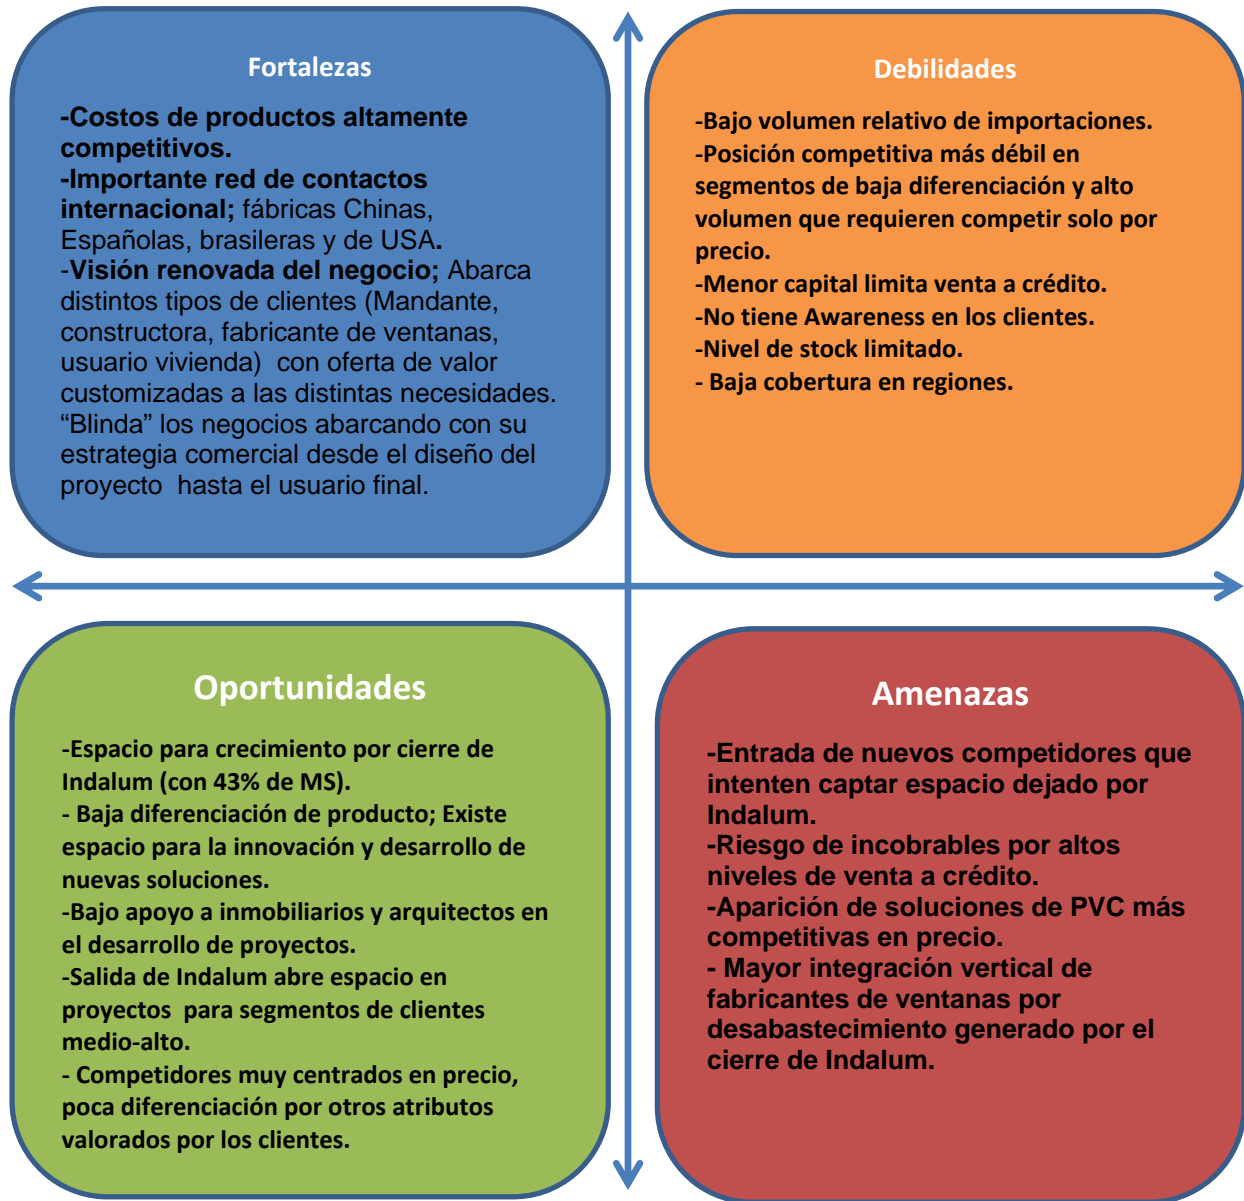 Fortalezas
-Costos de productos altamente
competitivos.
-Importante red de contactos
internacional; fábricas Chinas,
Españolas, brasileras y de USA.
-Visión renovada del negocio; Abarca
distintos tipos de clientes (Mandante,
constructora, fabricante de ventanas,
usuario vivienda)  con oferta de valor
customizadas a las distintas necesidades.
“Blinda” los negocios abarcando con su
estrategia comercial desde el diseño del
proyecto  hasta el usuario final.
Debilidades
-Bajo volumen relativo de importaciones.
-Posición competitiva más débil en
segmentos de baja diferenciación y alto
volumen que requieren competir solo por
precio.
-Menor capital limita venta a crédito.
-No tiene Awareness en los clientes.
-Nivel de stock limitado.
- Baja cobertura en regiones.
Oportunidades
-Espacio para crecimiento por cierre de
Indalum (con 43% de MS).
- Baja diferenciación de producto; Existe
espacio para la innovación y desarrollo de
nuevas soluciones.
-Bajo apoyo a inmobiliarios y arquitectos en
el desarrollo de proyectos.
-Salida de Indalum abre espacio en
proyectos  para segmentos de clientes
medio-alto.
- Competidores muy centrados en precio,
poca diferenciación por otros atributos
valorados por los clientes.
Amenazas
-Entrada de nuevos competidores que
intenten captar espacio dejado por
Indalum.
-Riesgo de incobrables por altos
niveles de venta a crédito.
-Aparición de soluciones de PVC más
competitivas en precio.
- Mayor integración vertical de
fabricantes de ventanas por
desabastecimiento generado por el
cierre de Indalum.